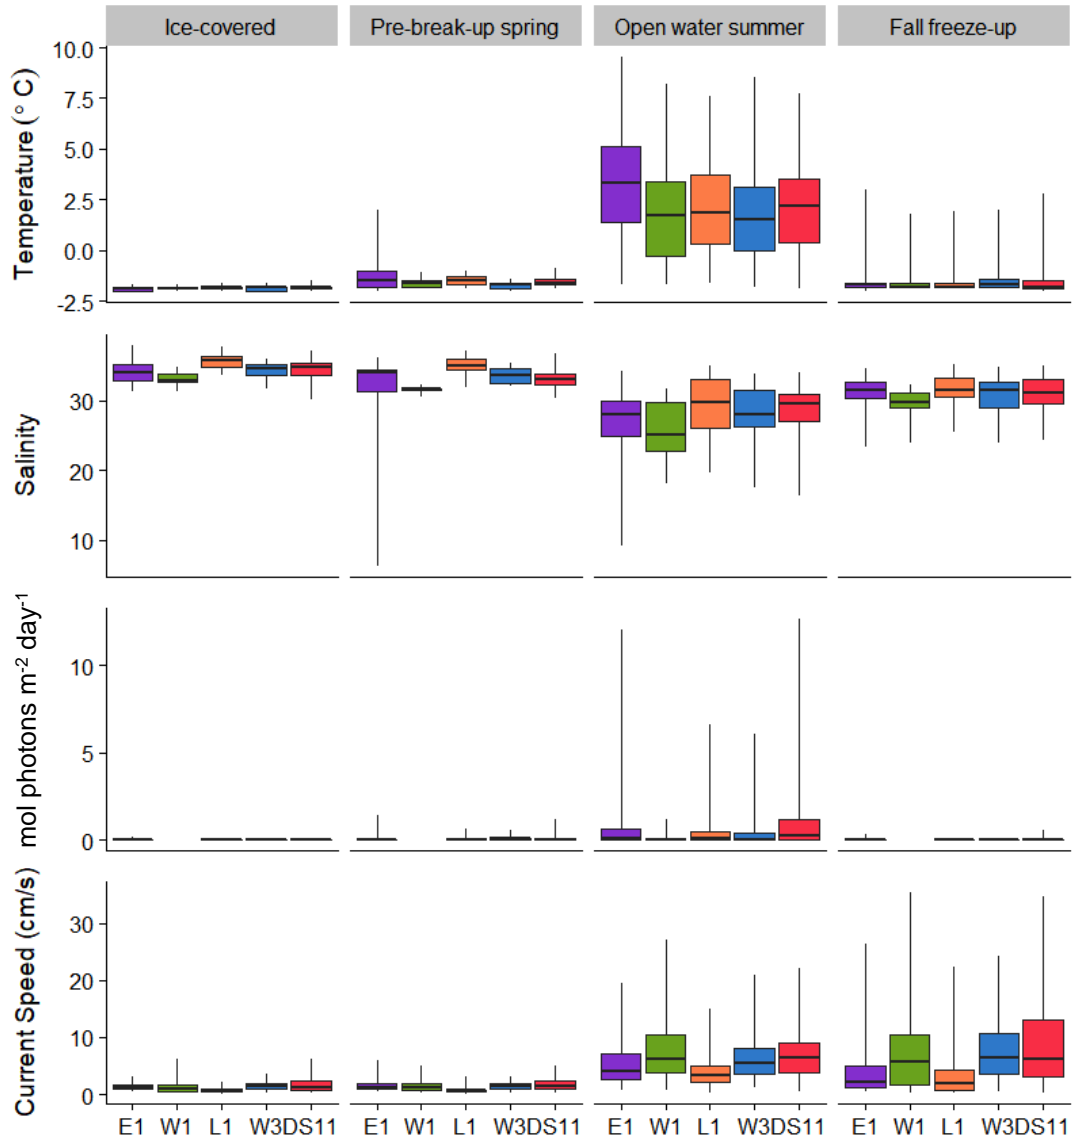 Ice-covered Pre-break-up spring Open water summer Fall freeze-up
Temperature (° C)
10.0
7.5
5.0
2.5
0.0
-2.5
Salinity
30
20
10
mol photons m-2 day-1
10
5
0
Current Speed (cm/s)
30
20
10
0
E1 W1 L1 W3DS11 E1 W1 L1 W3DS11 E1 W1 L1 W3DS11 E1 W1 L1 W3DS11